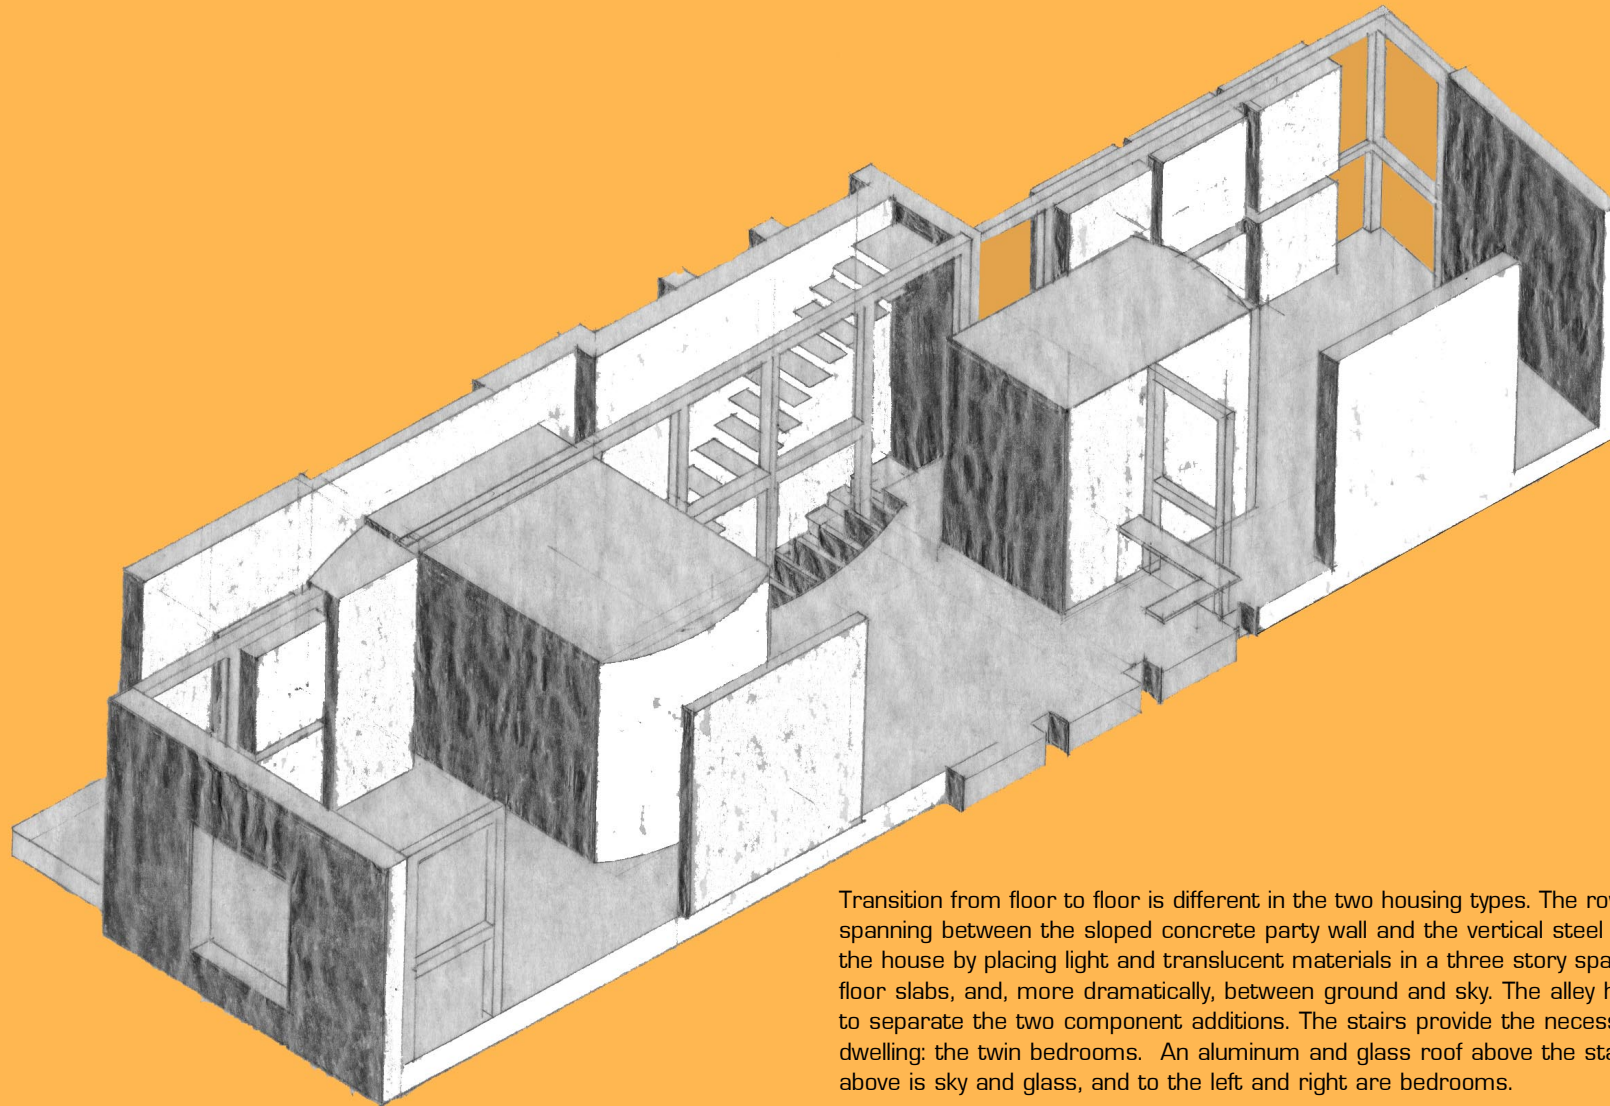 Transition from floor to floor is different in the two housing types. The
spanning between the sloped concrete party wall and the vertical steel
the house by placing light and translucent materials in a three story
floor slabs, and, more dramatically, between ground and sky. The alley
to separate the two component additions. The stairs provide the
dwelling: the twin bedrooms. An aluminum and glass roof above the
above is sky and glass, and to the left and right are bedrooms.